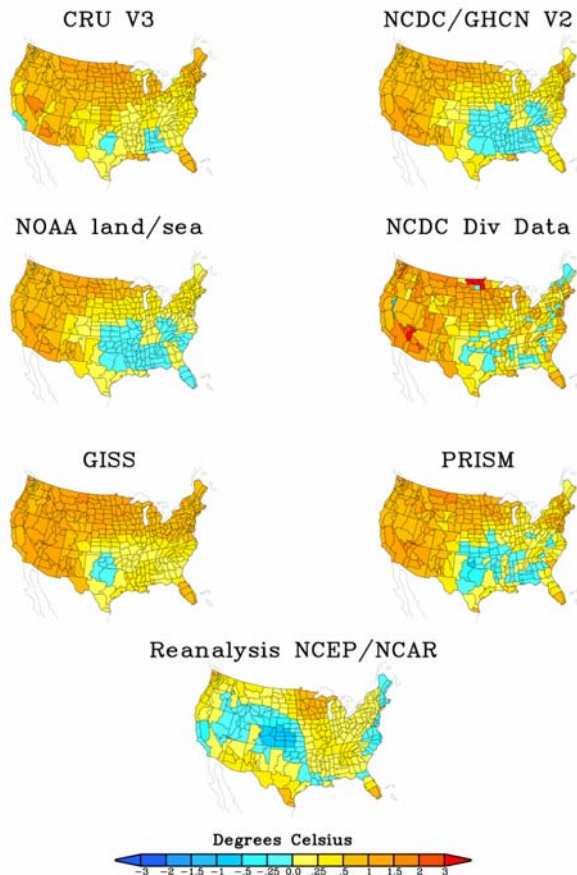 CRU V3
NCDC/GHCN V2
NOAA land/sea
NCDC Div Data
GISS
PRISM
Reanalysis NCEP/NCAR
Degrees Celsius
-3 -2 -1.5 -1 -.5 -.25 0.0 .25 .5 1 1.5 2 3